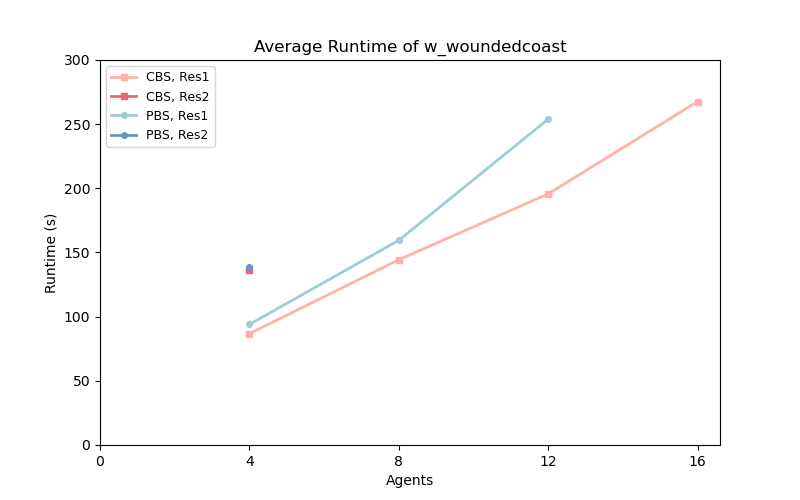 Average Runtime of w_woundedcoast
CBS, Res1
CBS, Res2
PBS, Res1
PBS, Res2
300
250
200
150
100
50
0
Runtime (s)
0 4 8 12 16
Agents